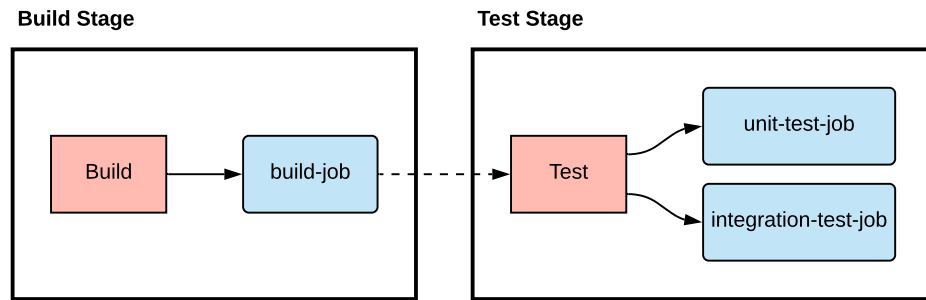 Build Stage
Test Stage
Build
build-job
Test
unit-test-job
integration-test-job